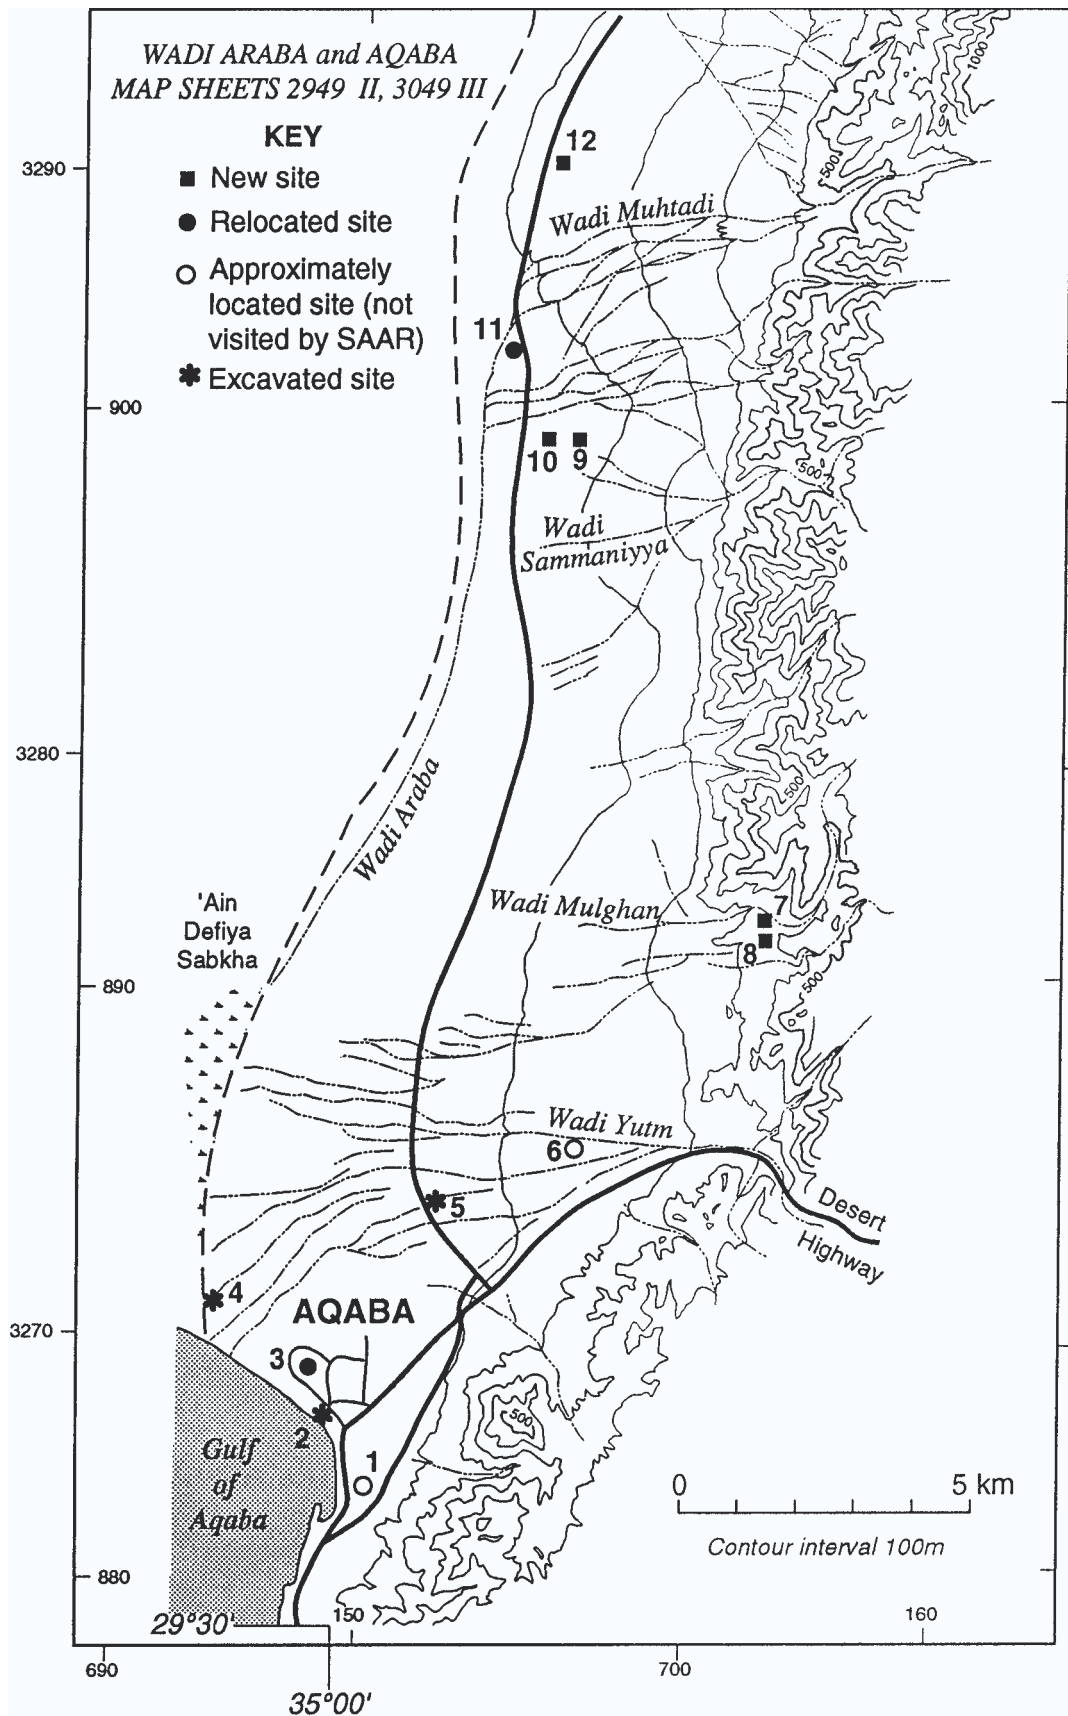 WADI ARABA and AQABA
MAP SHEETS 2949 II, 3049 III
KEY
New site
Relocated site
Approximately
located site (not
visited by SAAR)
Excavated site
1000
500
12
3290
Wadi Muhtadi
11
900
10 9
500
Wadi
Sammaniyya
3280
500
Wadi Araba
'Ain
Defiya
Sabkha
Wadi Mulghan
7
8
890
500
Wadi Yutm
6
5
Desert
Highway
4
AQABA
3270
3
2
500
Gulf
of
Aqaba
1
0 5 km
Contour interval 100m
880
29°30'
150
160
690
700
35°00'